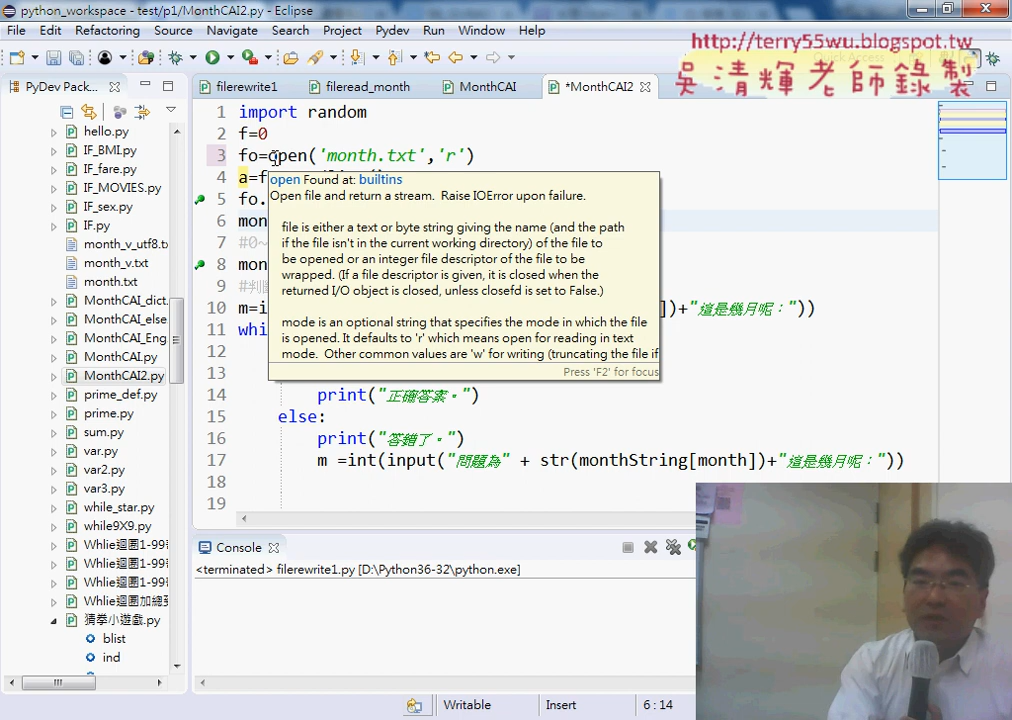 python_workspace - test/p1/MonthCAI2.py - Eclipse
File Edit Refactoring Source Navigate Search Project Pydev Run Window Help
http://terry55wu.blogspot.tw
Quick Access
吳清輝老師錄製
PyDev Pack...
filerewrite1
fileread_month
MonthCAI
*MonthCAI2
hello.py
IF_BMI.py
IF_fare.py
IF_MOVIES.py
IF_sex.py
IF.py
month_v_utf8.tx
month_v.txt
month.txt
MonthCAI_dict.
MonthCAI_else.
MonthCAI_Eng.
MonthCAI.py
MonthCAI2.py
prime_def.py
prime.py
sum.py
var.py
var2.py
var3.py
while_star.py
while9X9.py
Whlie迴圈1-99
Whlie迴圈1-99
Whlie迴圈1-99
Whlie迴圈加總
猜拳小遊戲.py
blist
ind
1 import random
2 f=0
3 fo=open('month.txt','r')
4 a=f
5 fo.
6 mon
7 #0~
8 mon
9 #判斷
10 m=i ])+"這是幾月呢："))
11 whi
12
13
14 print("正確答案。")
15 else:
16 print("答錯了。")
17 m =int(input("問題為" + str(monthString[month])+"這是幾月呢："))
18
19
open Found at: builtins
Open file and return a stream. Raise IOError upon failure.
file is either a text or byte string giving the name (and the path
if the file isn't in the current working directory) of the file to
be opened or an integer file descriptor of the file to be
wrapped. (If a file descriptor is given, it is closed when the
returned I/O object is closed, unless closefd is set to False.)
mode is an optional string that specifies the mode in which the file
is opened. It defaults to 'r' which means open for reading in text
mode. Other common values are 'w' for writing (truncating the file if
Press 'F2' for focus
Console
<terminated> filerewrite1.py [D:\Python36-32\python.exe]
Writable
Insert
6 : 14